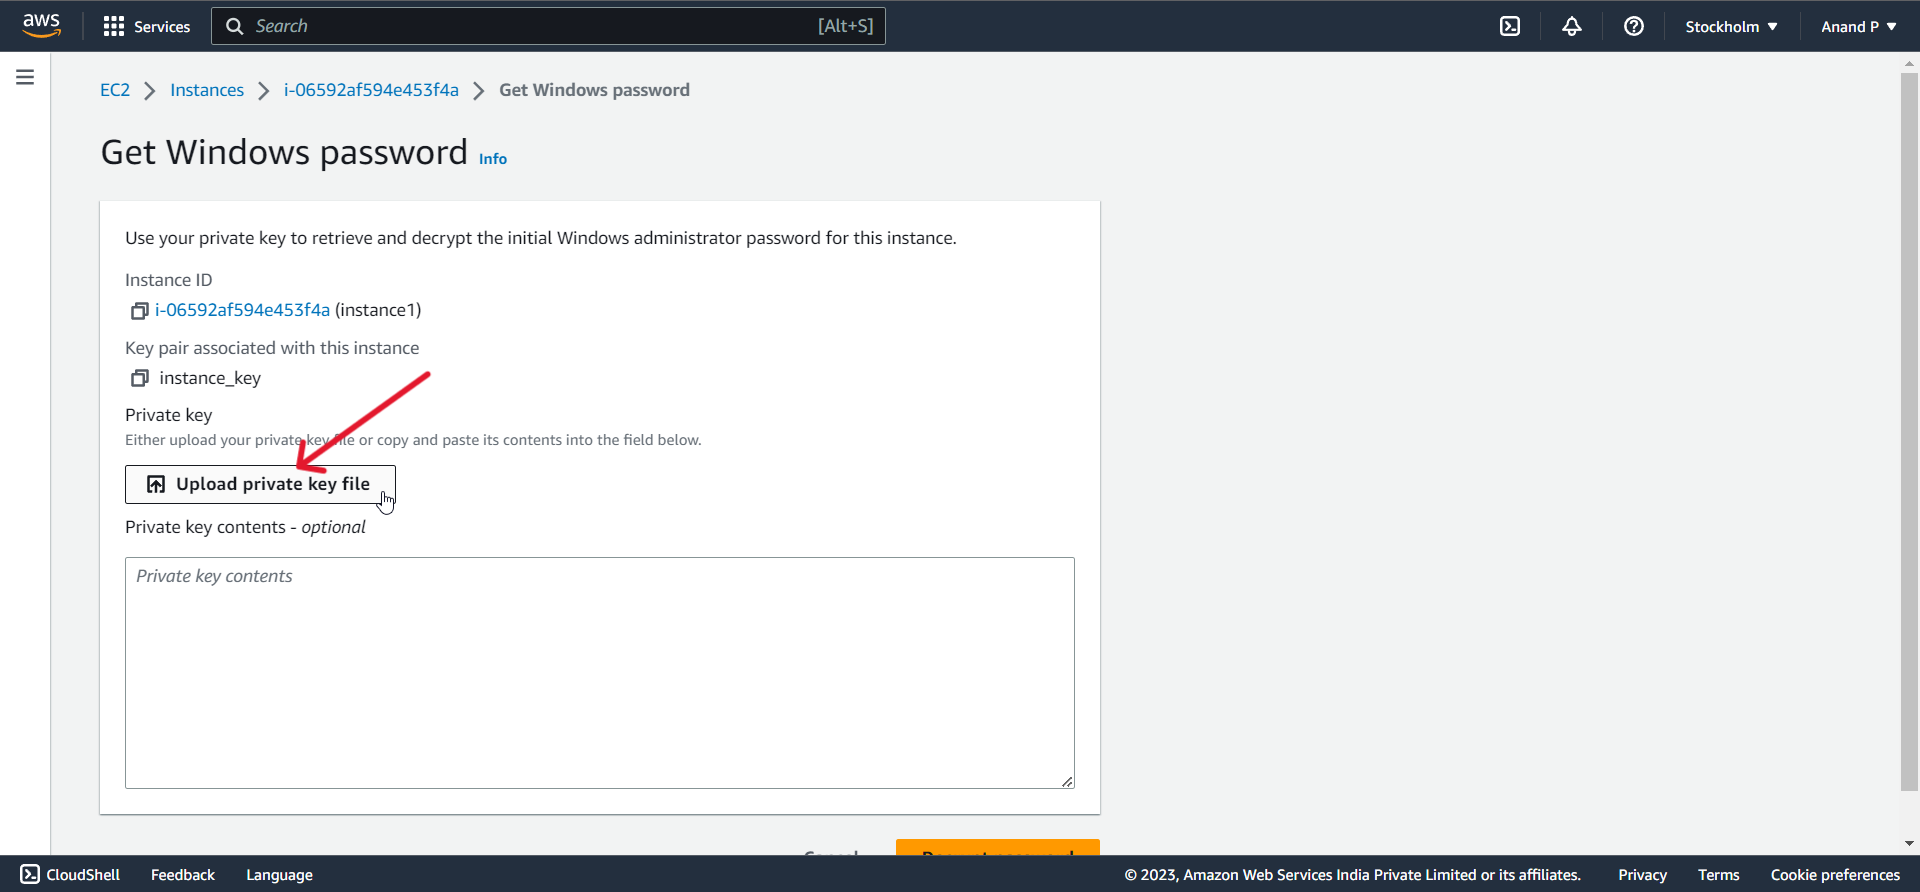 aws Services Search [Alt+S] Stockholm Anand P
EC2 Instances i-06592af594e453f4a Get Windows password
Get Windows password Info
Use your private key to retrieve and decrypt the initial Windows administrator password for this instance.
Instance ID
i-06592af594e453f4a (instance1)
Key pair associated with this instance
instance_key
Private key
Either upload your private key file or copy and paste its contents into the field below.
Upload private key file
Private key contents - optional
Private key contents
CloudShell Feedback Language © 2023, Amazon Web Services India Private Limited or its affiliates. Privacy Terms Cookie preferences